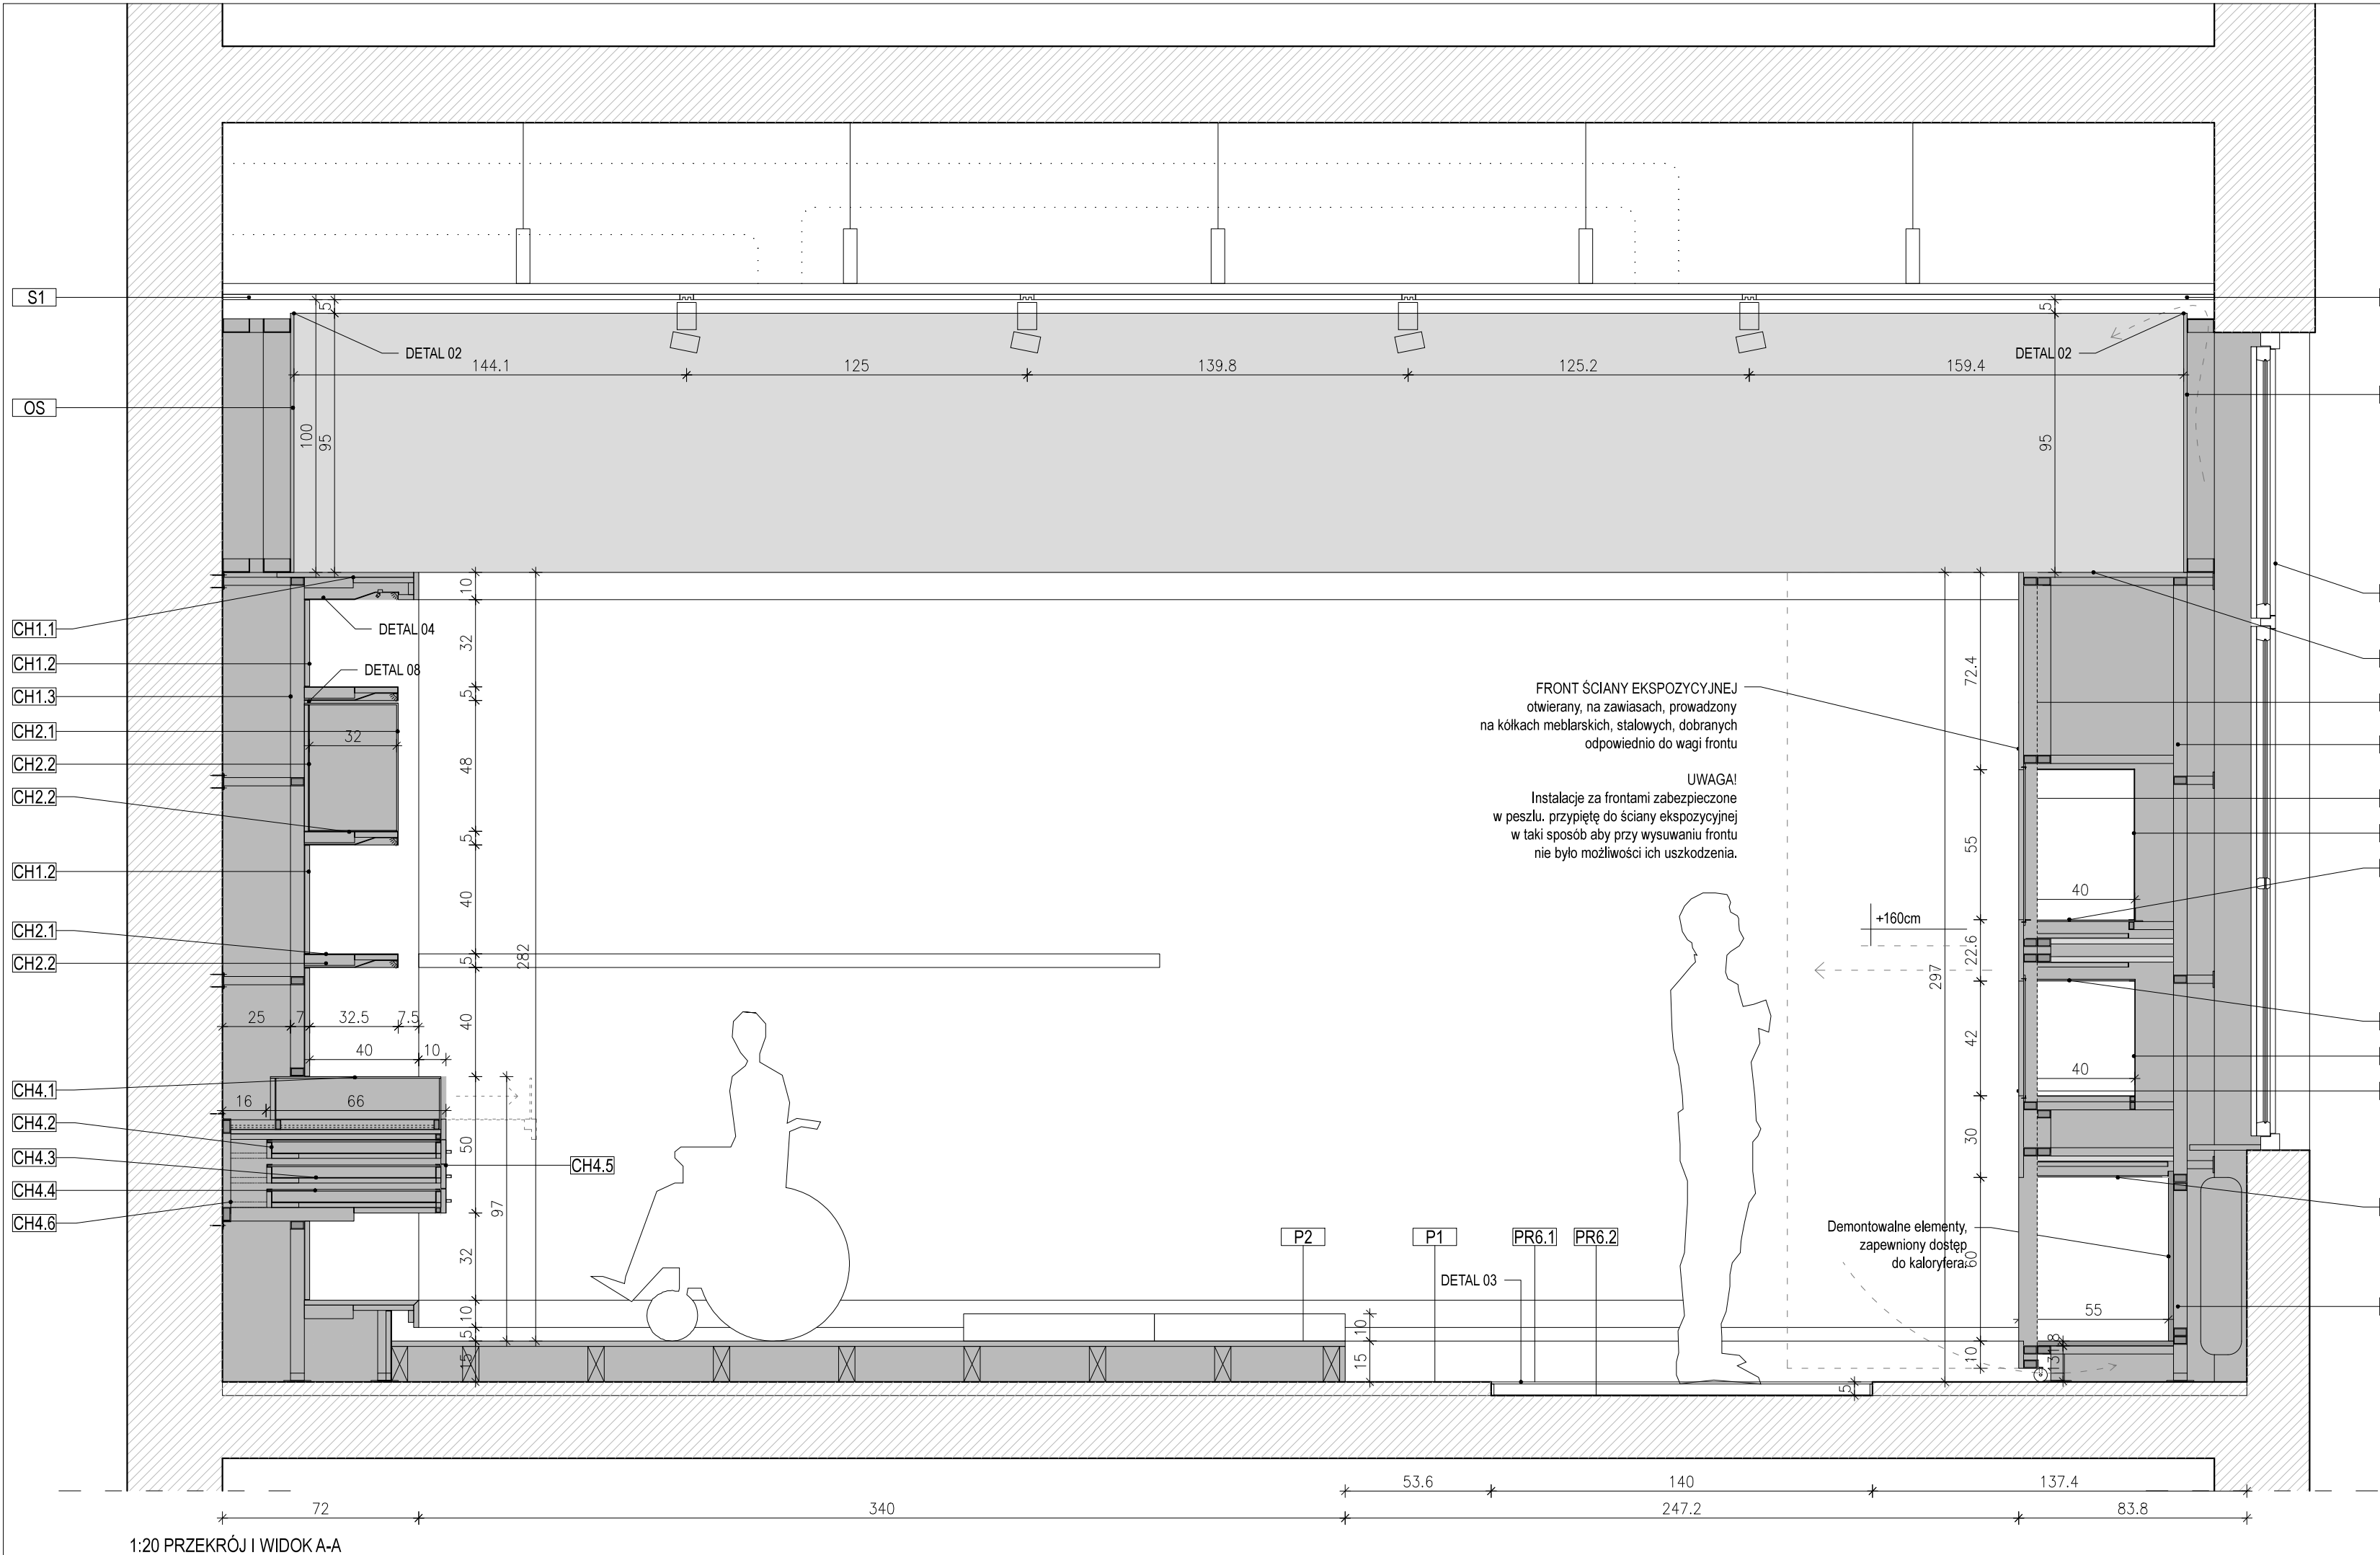 S1
OS
CH1.1
CH1.2
CH1.3
CH2.1
CH2.2
CH2.2
CH1.2
CH2.1
CH2.2
CH4.1
CH4.2
CH4.3
CH4.4
CH4.6
5
5
DETAL 02
DETAL 02
144.1
125
139.8
125.2
159.4
100
95
95
10
DETAL 04
32
DETAL 08
5
32
48
5
40
5
282
40
25
7
32.5
7.5
40
10
16
66
50
CH4.5
97
32
10
5
15
FRONT ŚCIANY EKSPOZYCYJNEJ
otwierany, na zawiasach, prowadzony
na kółkach meblarskich, stalowych, dobranych
odpowiednio do wagi frontu
UWAGA!
Instalacje za frontami zabezpieczone
w peszlu. przypiętę do ściany ekspozycyjnej
w taki sposób aby przy wysuwaniu frontu
nie było możliwości ich uszkodzenia.
72.4
55
40
+160cm
22.6
297
42
40
30
P2
P1
PR6.1
PR6.2
DETAL 03
Demontowalne elementy,
zapewniony dostęp
do kaloryfera.
60
55
10
15
5
10
13
1.8
53.6
140
137.4
72
340
247.2
83.8
1:20 PRZEKRÓJ I WIDOK A-A